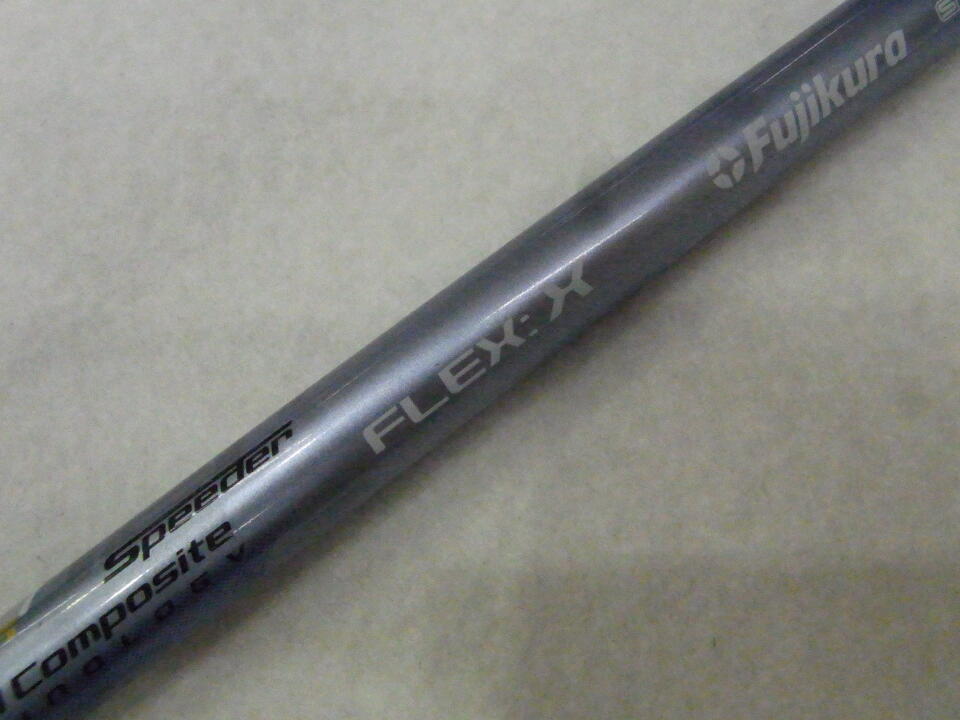 Fujikura
FLEX: X
Speeder
Composite